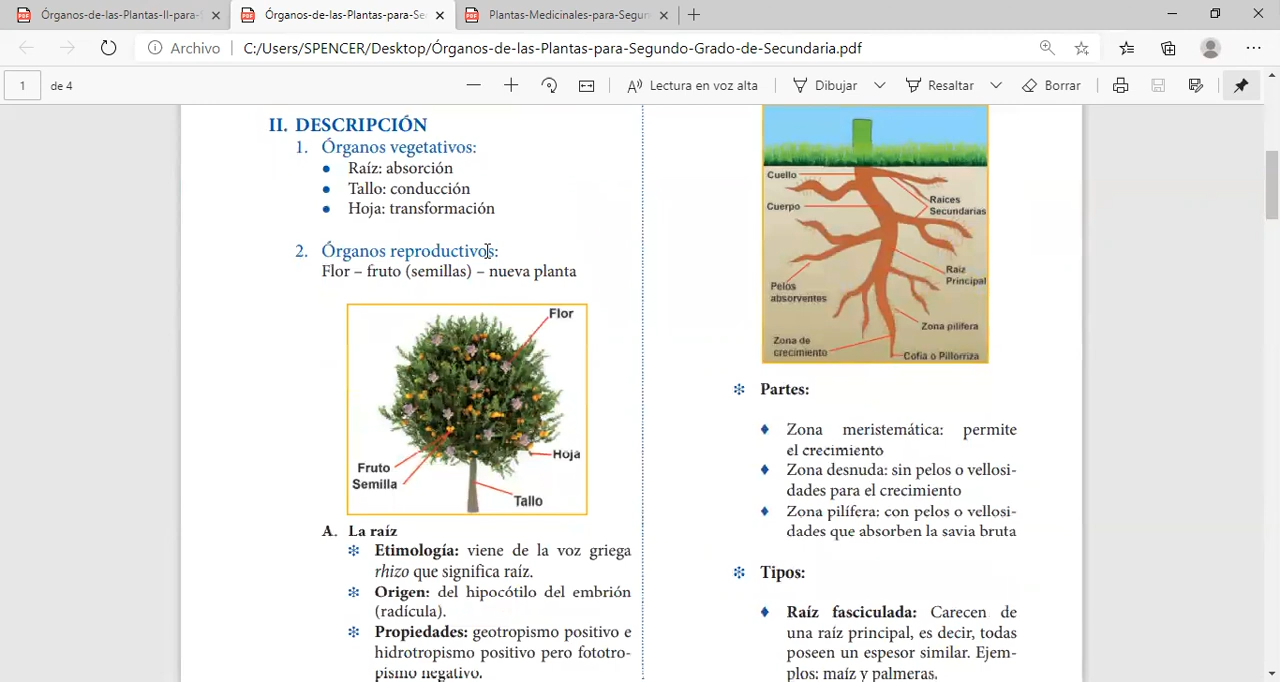 Órganos-de-las-Plantas-II-para-
Órganos-de-las-Plantas-para-Se
Plantas-Medicinales-para-Segun
Archivo
C:/Users/SPENCER/Desktop/Órganos-de-las-Plantas-para-Segundo-Grado-de-Secundaria.pdf
1 de 4
Lectura en voz alta
Dibujar
Resaltar
Borrar
II. DESCRIPCIÓN
1. Órganos vegetativos:
● Raíz: absorción
● Tallo: conducción
● Hoja: transformación
2. Órganos reproductivos:
Flor – fruto (semillas) – nueva planta
Flor
Hoja
Fruto
Semilla
Tallo
A. La raíz
Etimología: viene de la voz griega
rhizo que significa raíz.
Origen: del hipocótilo del embrión
(radícula).
Propiedades: geotropismo positivo e
hidrotropismo positivo pero fototro-
pismo negativo.
Cuello
Cuerpo
Raices
Secundarias
Raiz
Principal
Pelos
absorventes
Zona pilifera
Zona de
crecimiento
Cofia o Pillorriza
Partes:
Zona meristemática: permite
el crecimiento
Zona desnuda: sin pelos o vellosi-
dades para el crecimiento
Zona pilífera: con pelos o vellosi-
dades que absorben la savia bruta
Tipos:
Raíz fasciculada: Carecen de
una raíz principal, es decir, todas
poseen un espesor similar. Ejem-
plos: maíz y palmeras.